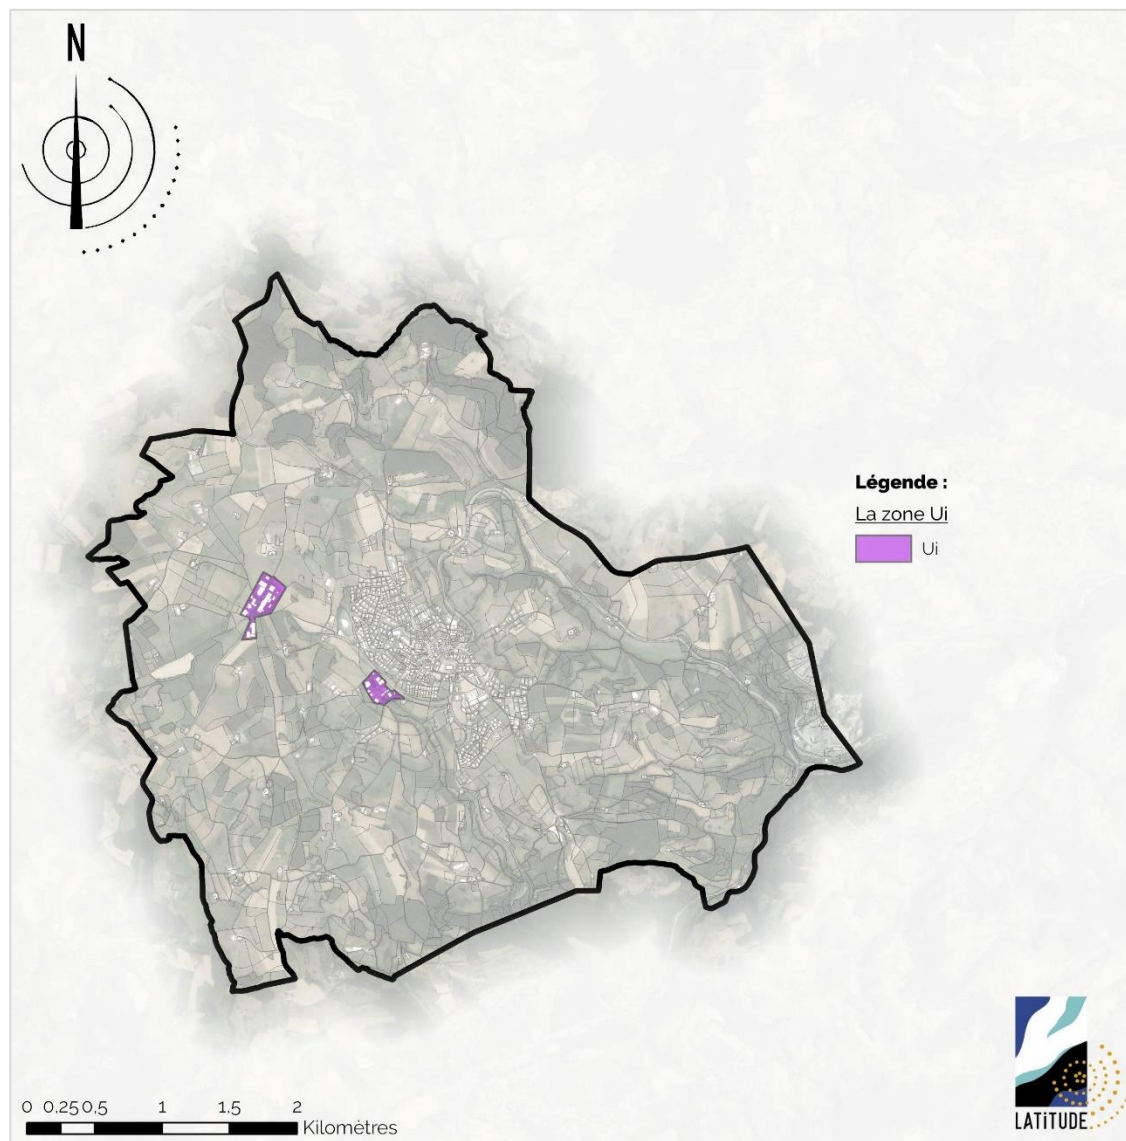 N
Légende :
La zone Ui
Ui
0 0,25 0,5 1 1,5 2
Kilomètres
LATiTUDE